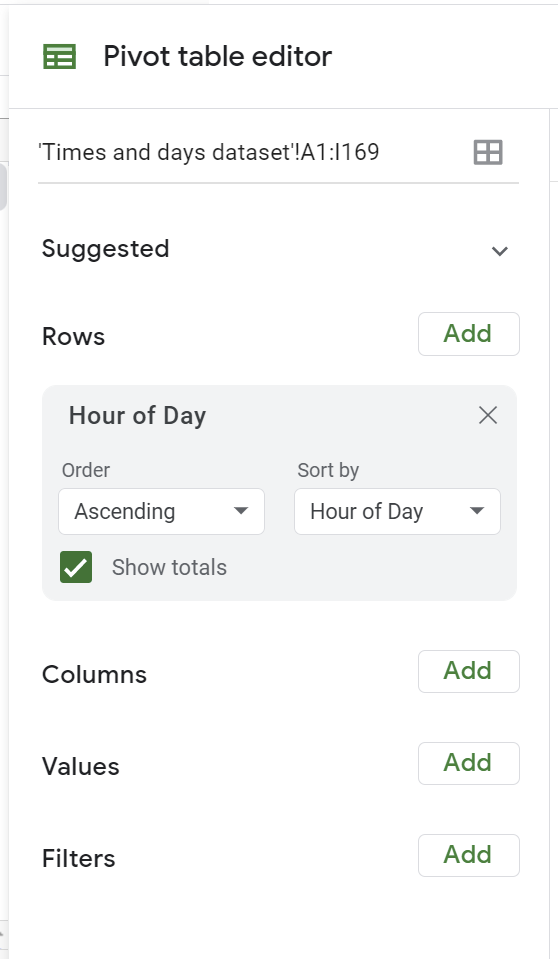 Pivot table editor
'Times and days dataset'!A1:I169
Suggested
Rows Add
Hour of Day
Order Sort by
Ascending Hour of Day
Show totals
Columns Add
Values Add
Filters Add